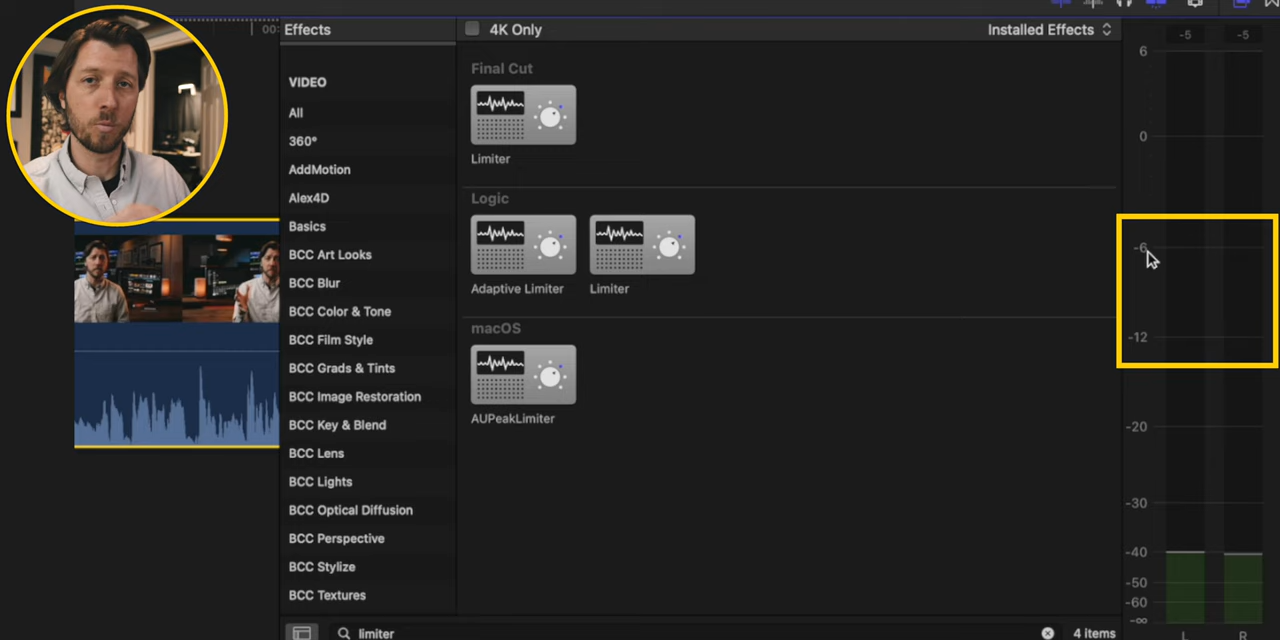 00:
Effects
4K Only
Installed Effects
VIDEO
All
360°
AddMotion
Alex4D
Basics
BCC Art Looks
BCC Blur
BCC Color & Tone
BCC Film Style
BCC Grads & Tints
BCC Image Restoration
BCC Key & Blend
BCC Lens
BCC Lights
BCC Optical Diffusion
BCC Perspective
BCC Stylize
BCC Textures
Final Cut
Limiter
Logic
Adaptive Limiter
Limiter
macOS
AUPeakLimiter
limiter
4 items
-5 -5
6
0
-6
-12
-20
-30
-40
-50
-60
-∞
L R